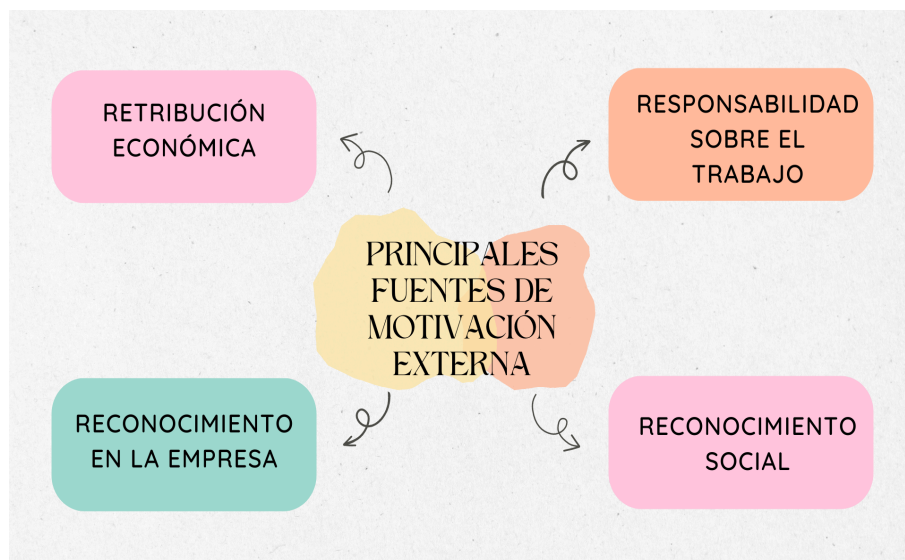 RETRIBUCIÓN
ECONÓMICA
RESPONSABILIDAD
SOBRE EL
TRABAJO
PRINCIPALES
FUENTES DE
MOTIVACIÓN
EXTERNA
RECONOCIMIENTO
EN LA EMPRESA
RECONOCIMIENTO
SOCIAL